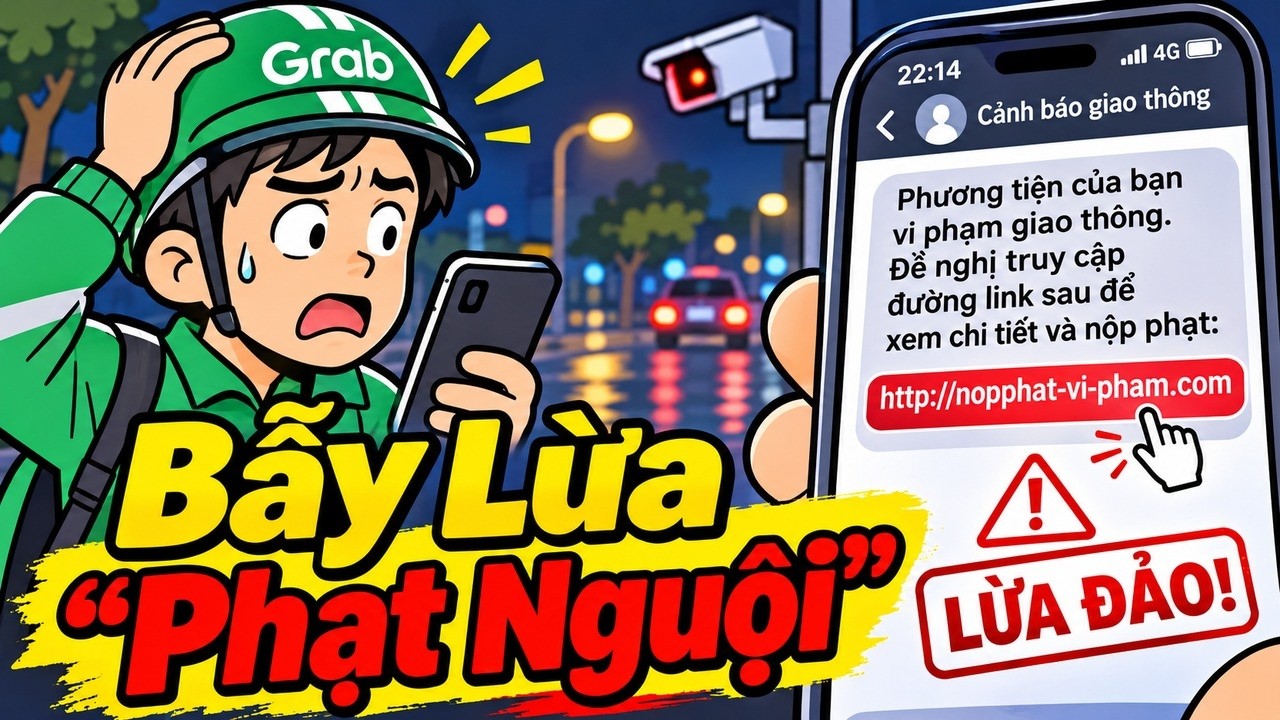 Grab
22:14
4G
Cảnh báo giao thông
Phương tiện của bạn
vi phạm giao thông.
Đề nghị truy cập
đường link sau để
xem chi tiết và nộp phạt:
http://nopphat-vi-pham.com
Bẫy Lừa
“Phạt Nguội”
LỪA ĐẢO!